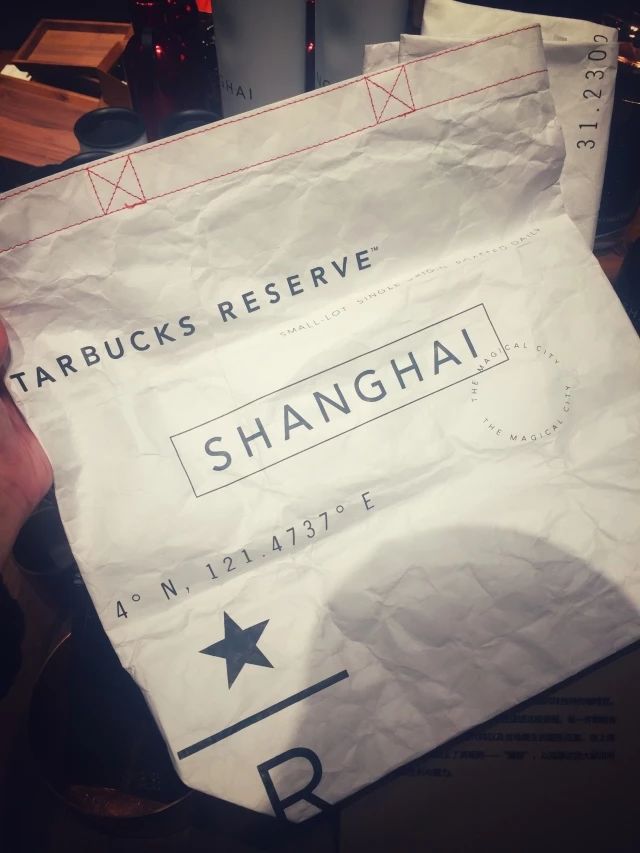 GHAI
31.230
TARBUCKS RESERVE™
SMALL-LOT SINGLE ORIGIN DAILY
SHANGHAI
THE MAGICAL CITY
THE MAGICAL CITY
4° N, 121.4737° E
R